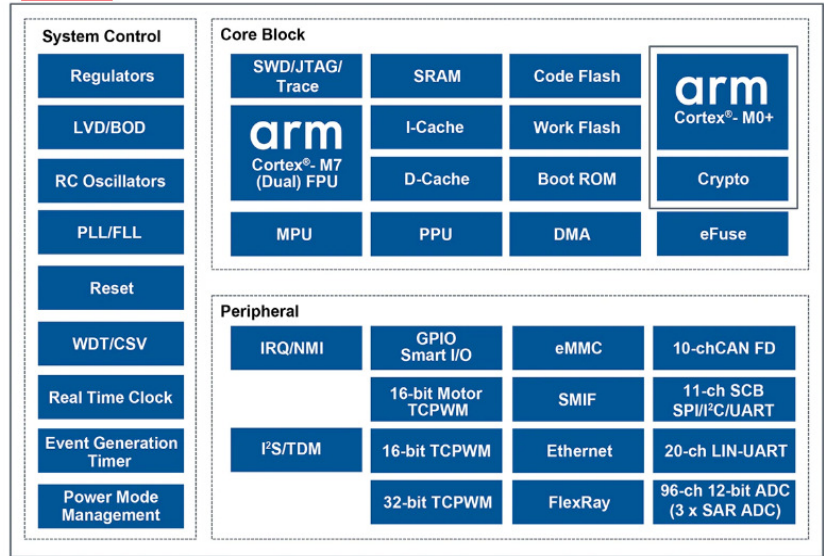 System Control
Regulators
LVD/BOD
RC Oscillators
PLL/FLL
Reset
WDT/CSV
Real Time Clock
Event Generation
Timer
Power Mode
Management
Core Block
SWD/JTAG/
Trace
SRAM
Code Flash
arm
Cortex®- M0+
arm
Cortex®- M7
(Dual) FPU
I-Cache
Work Flash
D-Cache
Boot ROM
Crypto
MPU
PPU
DMA
eFuse
Peripheral
IRQ/NMI
GPIO
Smart I/O
eMMC
10-chCAN FD
16-bit Motor
TCPWM
SMIF
11-ch SCB
SPI/I²C/UART
I²S/TDM
16-bit TCPWM
Ethernet
20-ch LIN-UART
32-bit TCPWM
FlexRay
96-ch 12-bit ADC
(3 x SAR ADC)